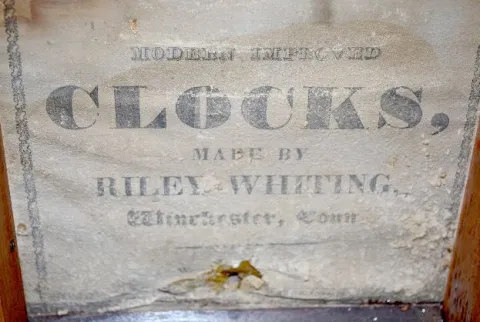 MODERN IMPROVED
CLOCKS,
MADE BY
RILEY WHITING,
Winchester, Conn